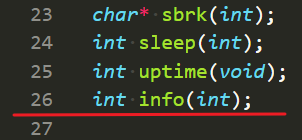 23 char* sbrk(int);
24 int sleep(int);
25 int uptime(void);
26 int info(int);
27